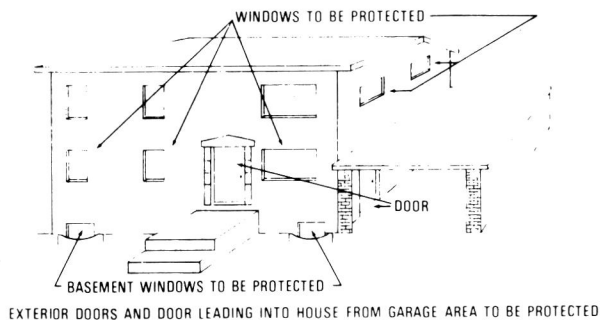 WINDOWS TO BE PROTECTED
DOOR
BASEMENT WINDOWS TO BE PROTECTED
EXTERIOR DOORS AND DOOR LEADING INTO HOUSE FROM GARAGE AREA TO BE PROTECTED